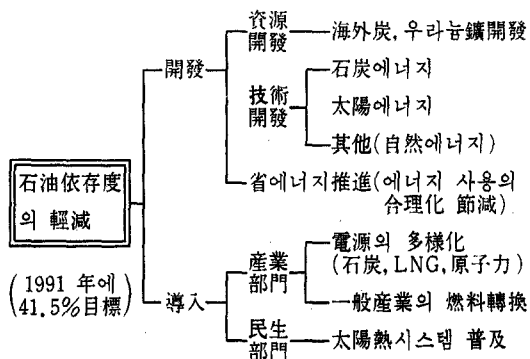 資源
開發
海外炭, 우라늄鑛開發
開發
技術
開發
石炭에너지
太陽에너지
其他(自然에너지)
省에너지推進(에너지 사용의
合理化 節減)
石油依存度
의 輕減
(1991 年에
41.5%目標)
導入
産業
部門
電源의 多樣化
(石炭, LNG, 原子力)
一般産業의 燃料轉換
民生
部門
太陽熱시스템 普及